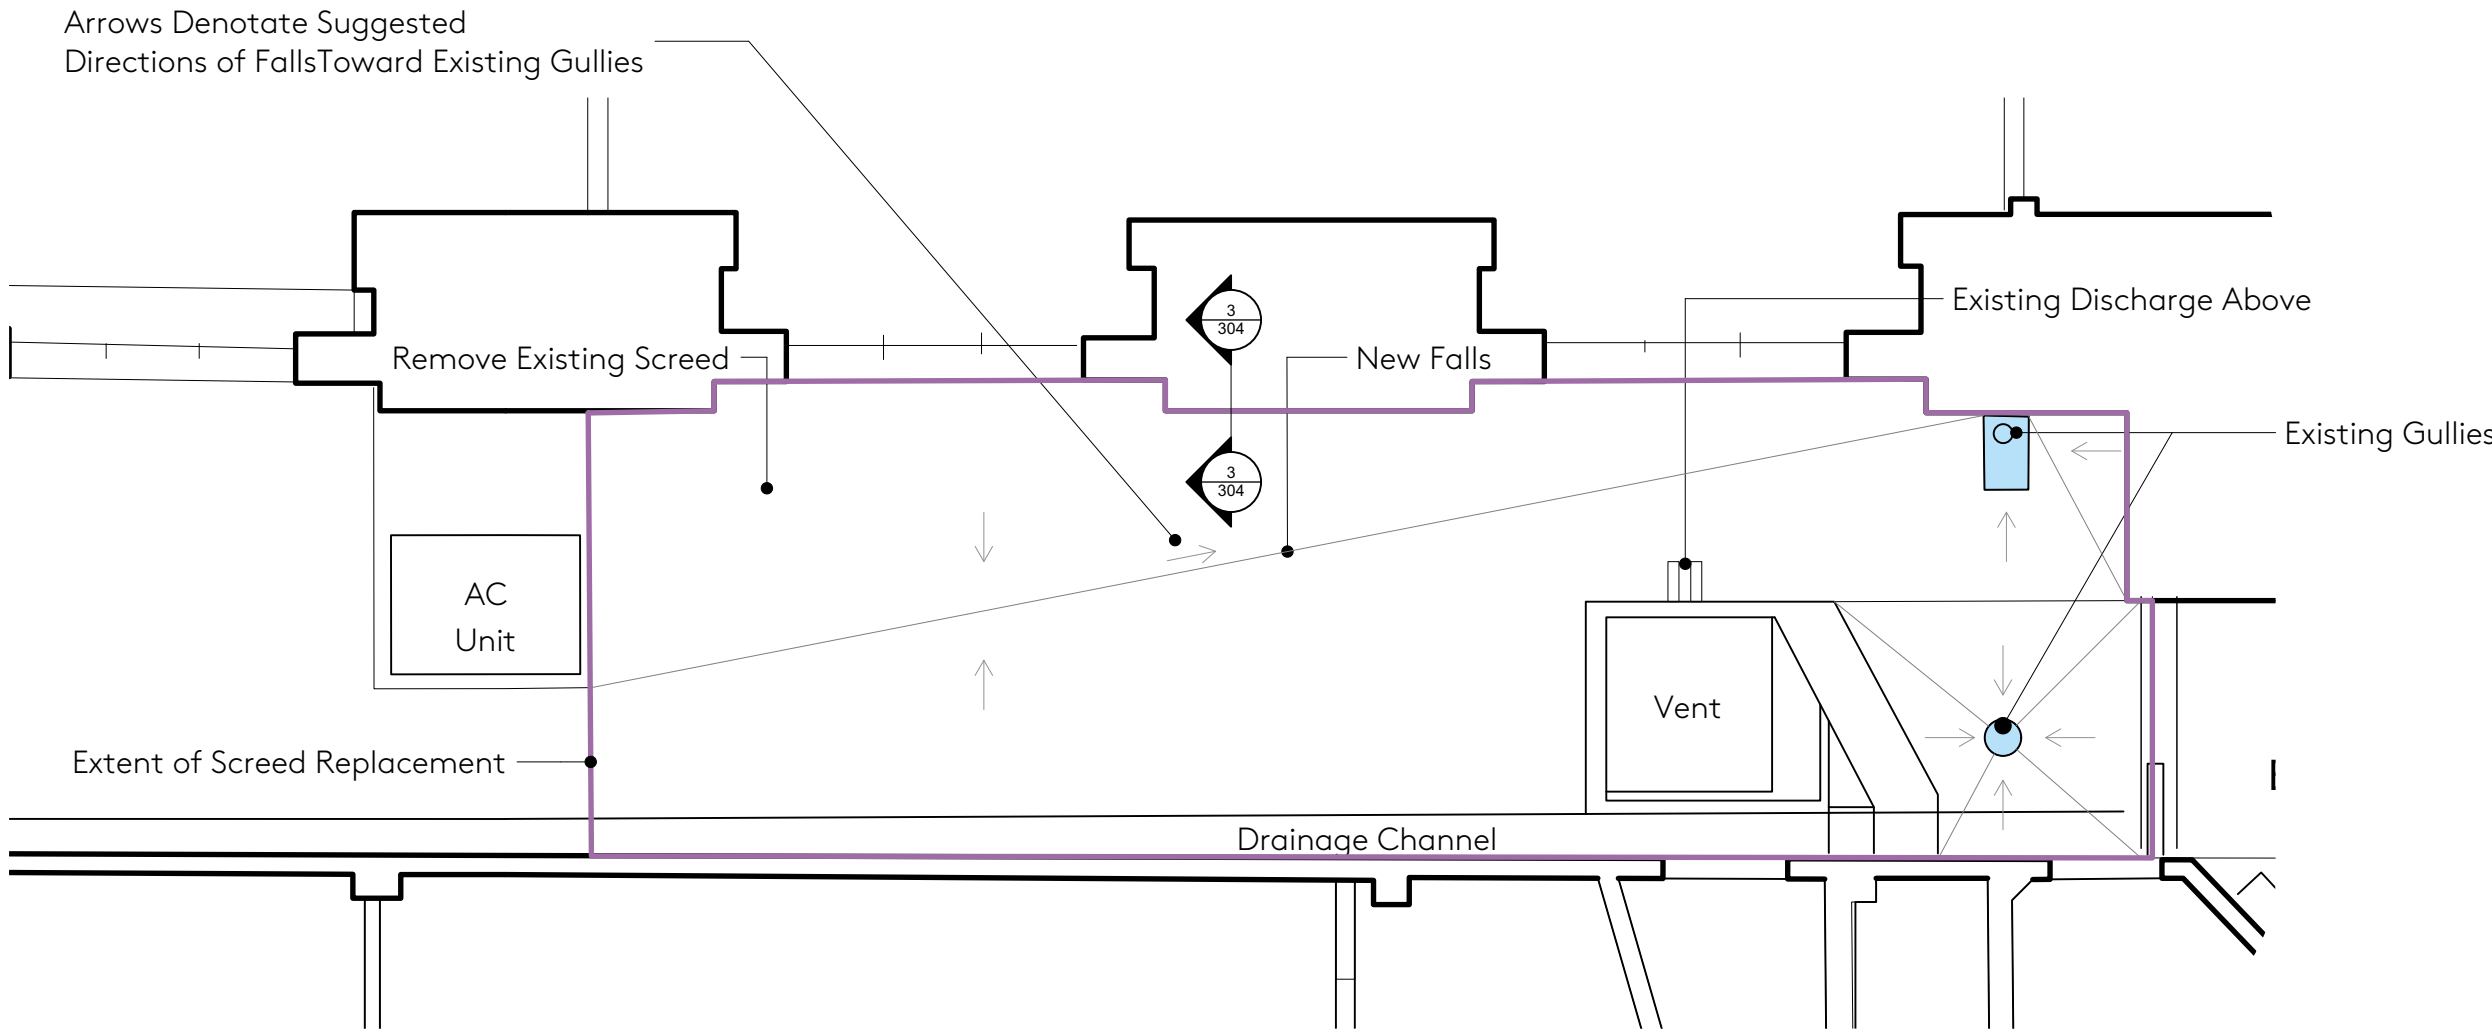 Arrows Denotate Suggested
Directions of FallsToward Existing Gullies
3
304
Existing Discharge Above
Remove Existing Screed
New Falls
Existing Gullies
3
304
AC
Unit
Vent
Extent of Screed Replacement
Drainage Channel